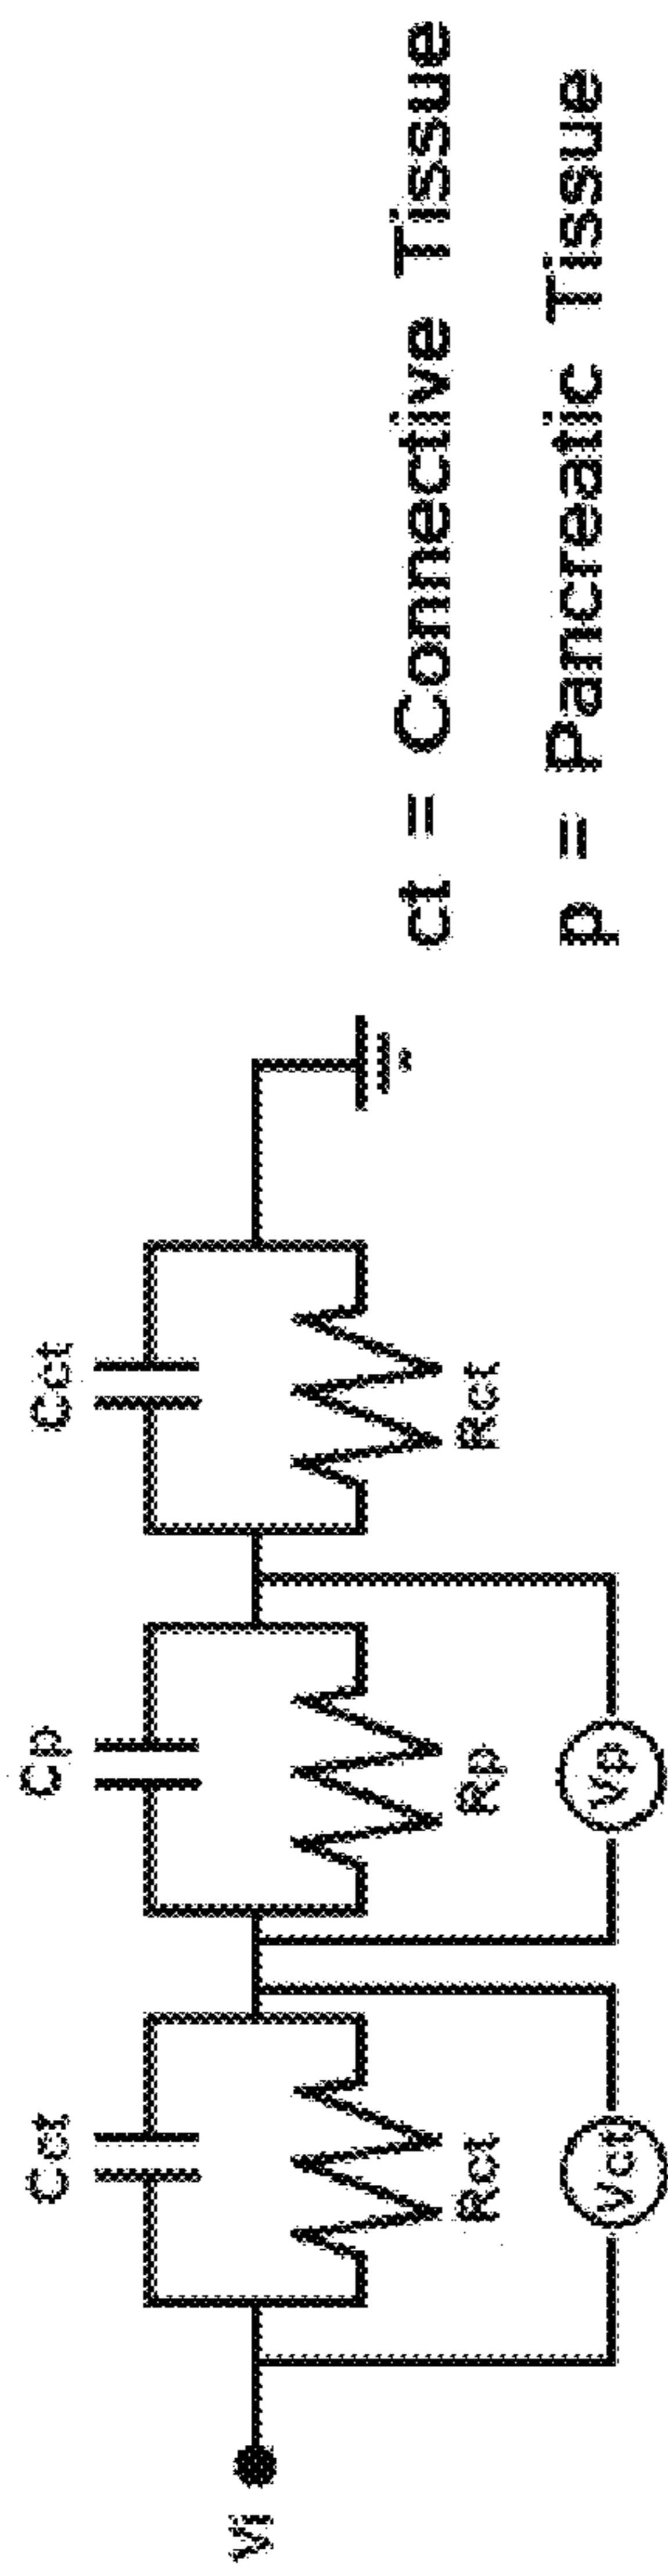 Cct
Cp
Cct
Vi
Rct
Rp
Rct
Vct
Vp
ct = Connective Tissue
p = Pancreatic Tissue